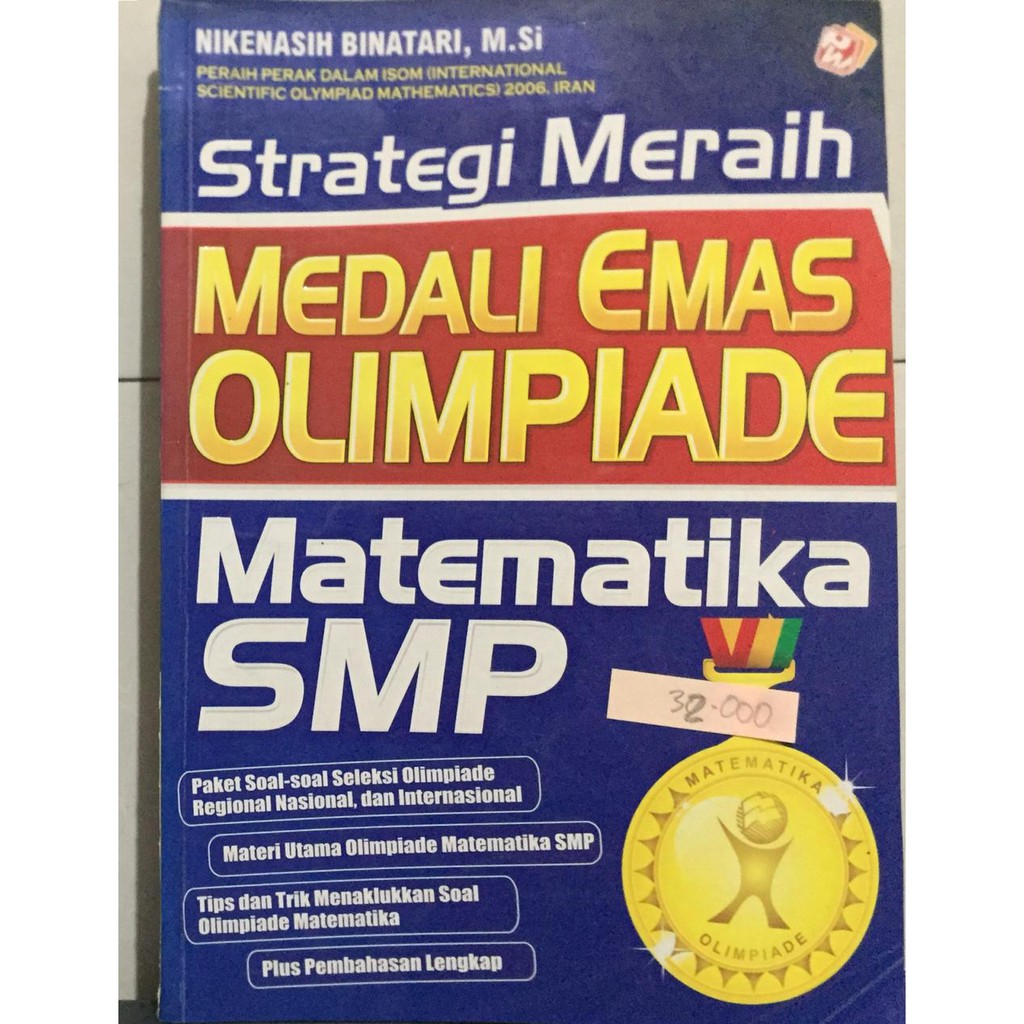 NIKENASIH BINATARI, M.Si
PERAIH PERAK DALAM ISOM (INTERNATIONAL
SCIENTIFIC OLYMPIAD MATHEMATICS) 2006, IRAN
Strategi Meraih
MEDALI EMAS
OLIMPIADE
Matematika
SMP
32.000
MATEMATIKA
OLIMPIADE
Paket Soal-soal Seleksi Olimpiade
Regional Nasional, dan Internasional
Materi Utama Olimpiade Matematika SMP
Tips dan Trik Menaklukkan Soal
Olimpiade Matematika
Plus Pembahasan Lengkap